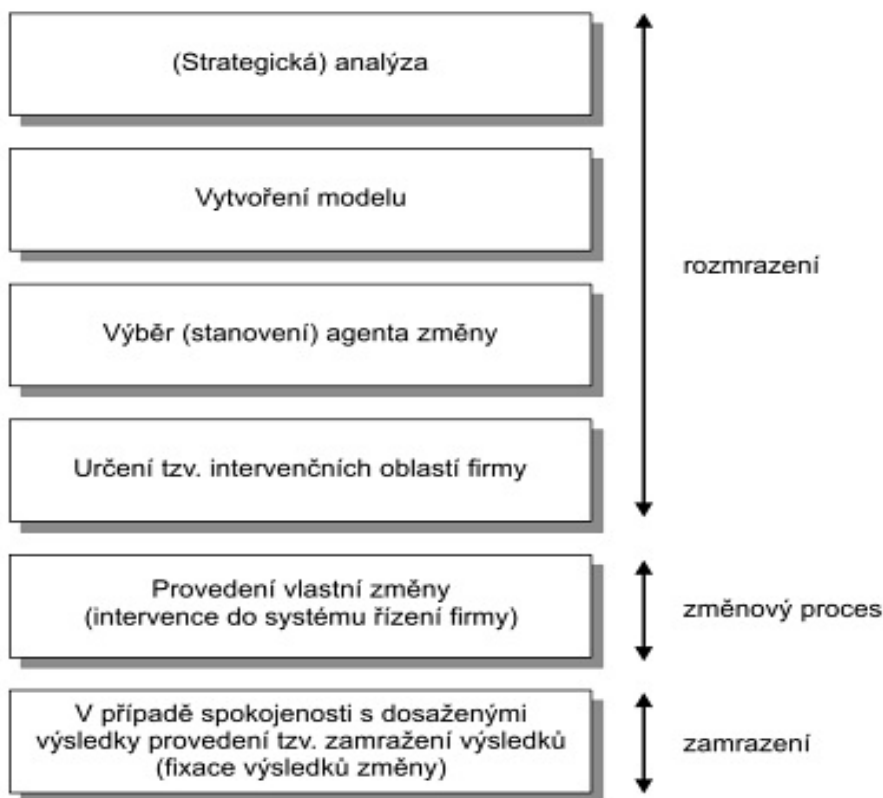 (Strategická) analýza
Vytvoření modelu
Výběr (stanovení) agenta změny
Určení tzv. intervenčních oblastí firmy
rozmrazení
Provedení vlastní změny
(intervence do systému řízení firmy)
změnový proces
V případě spokojenosti s dosaženými
výsledky provedení tzv. zamražení výsledků
(fixace výsledků změny)
zamrazení